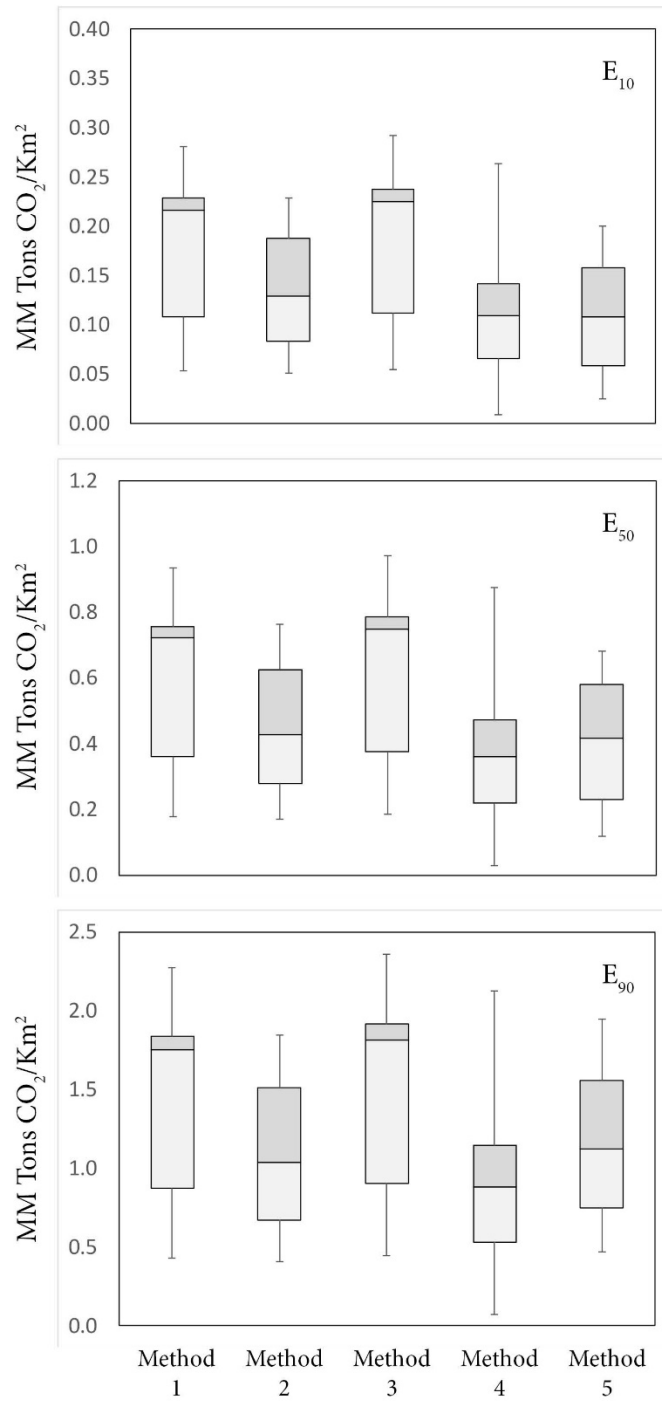 MM Tons CO₂/Km²
0.40
0.35
0.30
0.25
0.20
0.15
0.10
0.05
0.00
E₁₀
MM Tons CO₂/Km²
1.2
1.0
0.8
0.6
0.4
0.2
0.0
E₅₀
MM Tons CO₂/Km²
2.5
2.0
1.5
1.0
0.5
0.0
E₉₀
Method 1
Method 2
Method 3
Method 4
Method 5